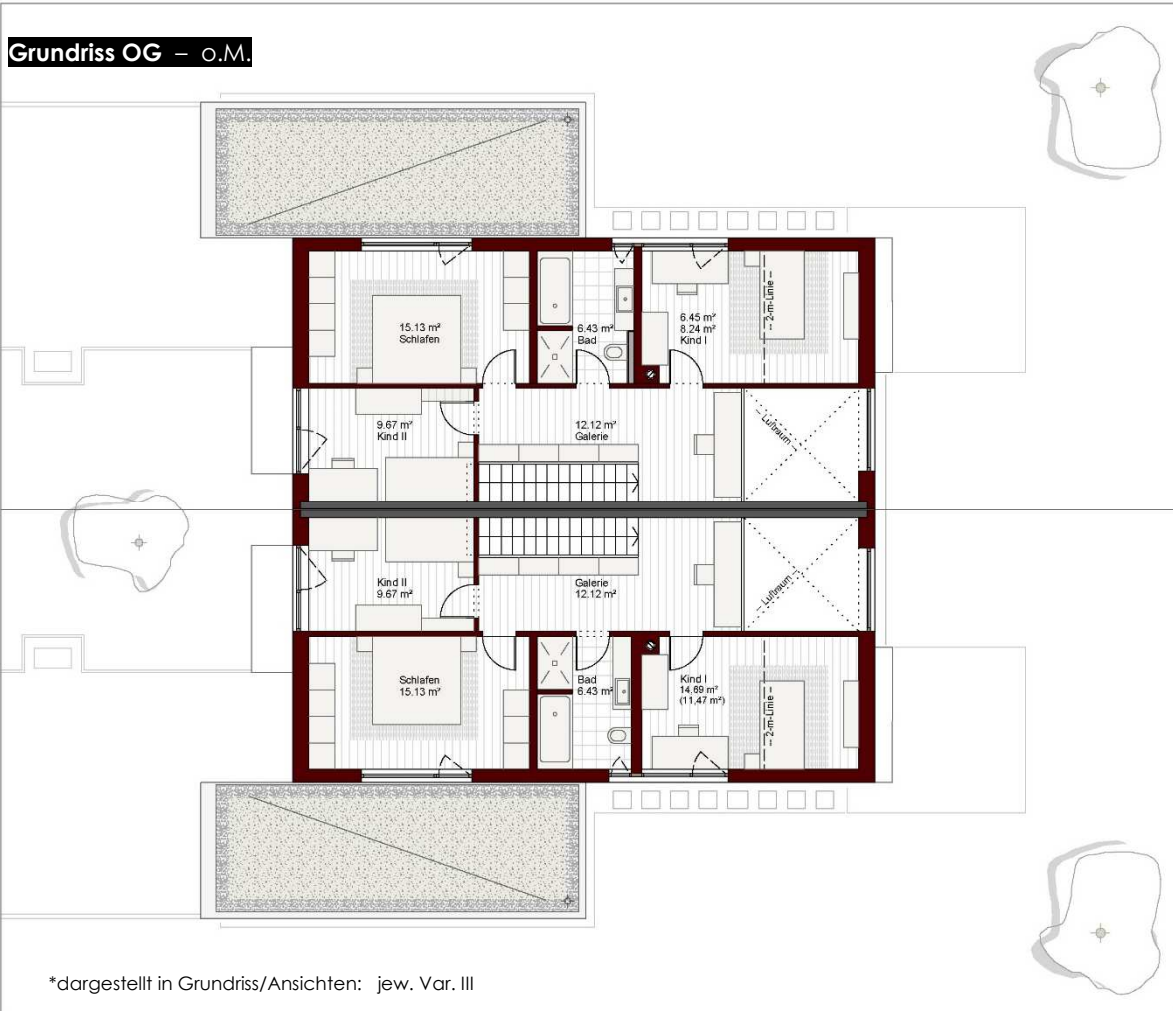 Grundriss OG – o.M.
15.13 m²
Schlafen
6.43 m²
Bad
6.45 m²
8.24 m²
Kind I
-- 2-m-Linie --
9.67 m²
Kind II
12.12 m²
Galerie
-- Luftraum --
Kind II
9.67 m²
Galerie
12.12 m²
-- Luftraum --
Schlafen
15.13 m²
Bad
6.43 m²
Kind I
14,69 m²
(11,47 m²)
-- 2-m-Linie --
*dargestellt in Grundriss/Ansichten: jew. Var. III